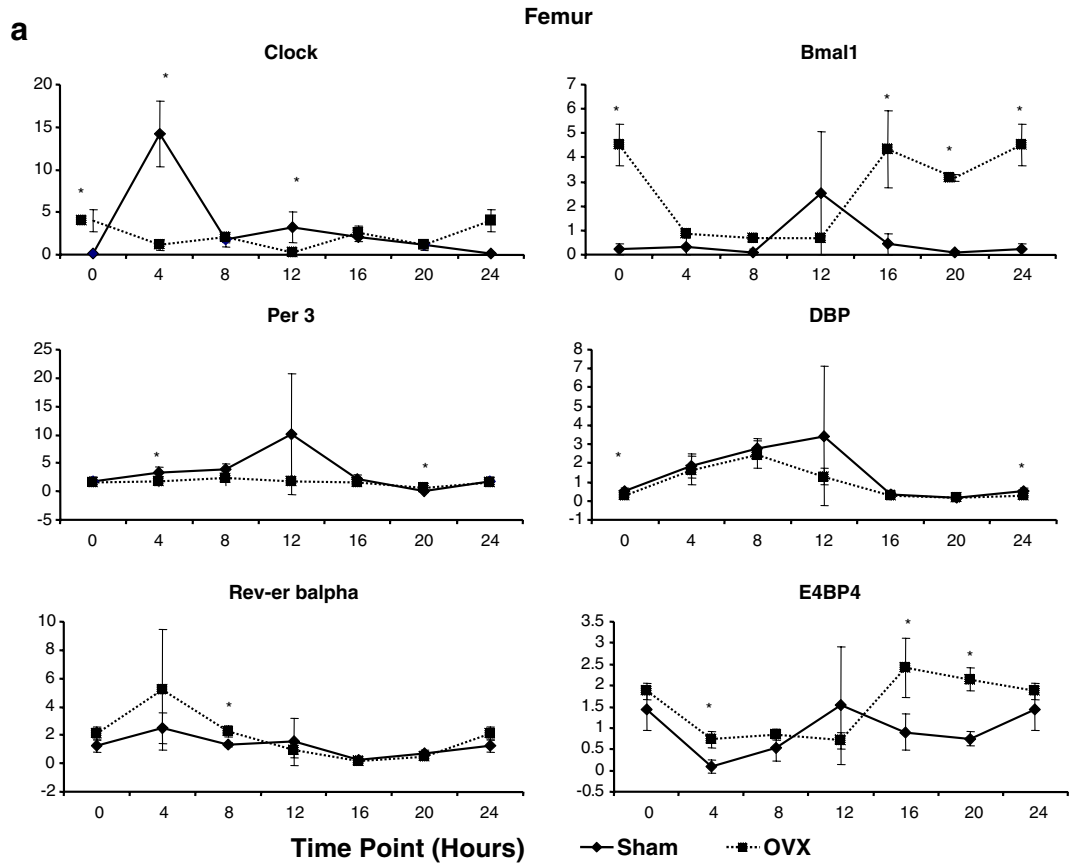 a
Femur
Clock
20
15
10
5
0
0 4 8 12 16 20 24
* * *
Bmal1
7
6
5
4
3
2
1
0
0 4 8 12 16 20 24
* * * *
Per 3
25
20
15
10
5
0
-5
0 4 8 12 16 20 24
* *
DBP
8
7
6
5
4
3
2
1
0
-1
0 4 8 12 16 20 24
* *
Rev-er balpha
10
8
6
4
2
0
-2
0 4 8 12 16 20 24
*
E4BP4
3.5
3
2.5
2
1.5
1
0.5
0
-0.5
0 4 8 12 16 20 24
* * *
Time Point (Hours) Sham OVX